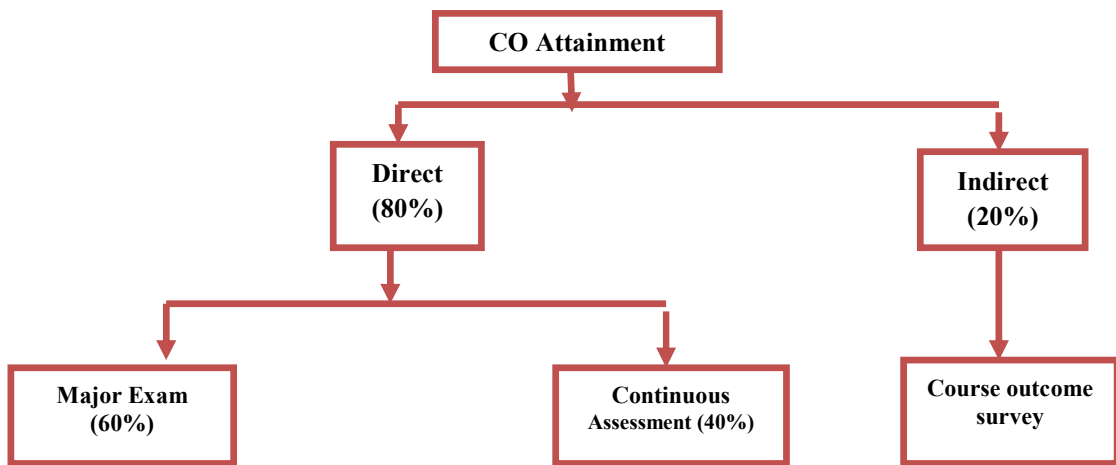 CO Attainment
Direct
(80%)
Indirect
(20%)
Major Exam
(60%)
Continuous
Assessment (40%)
Course outcome
survey